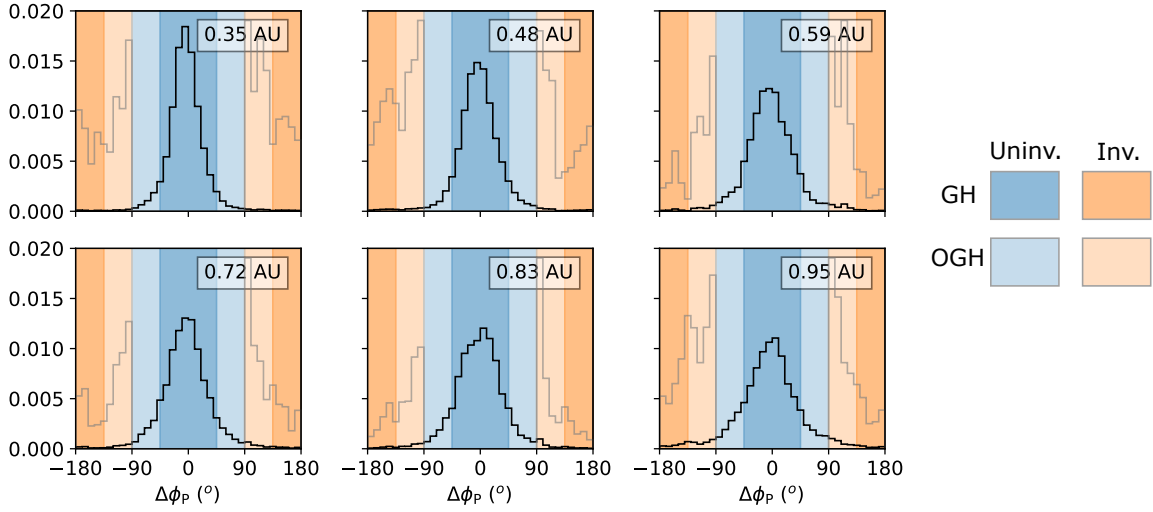 0.020
0.015
0.010
0.005
0.000
0.35 AU
0.48 AU
0.59 AU
0.020
0.015
0.010
0.005
0.000
0.72 AU
0.83 AU
0.95 AU
−180 −90 0 90 180
−180 −90 0 90 180
−180 −90 0 90 180
Δϕ_P (°)
Δϕ_P (°)
Δϕ_P (°)
Uninv. Inv.
GH
OGH